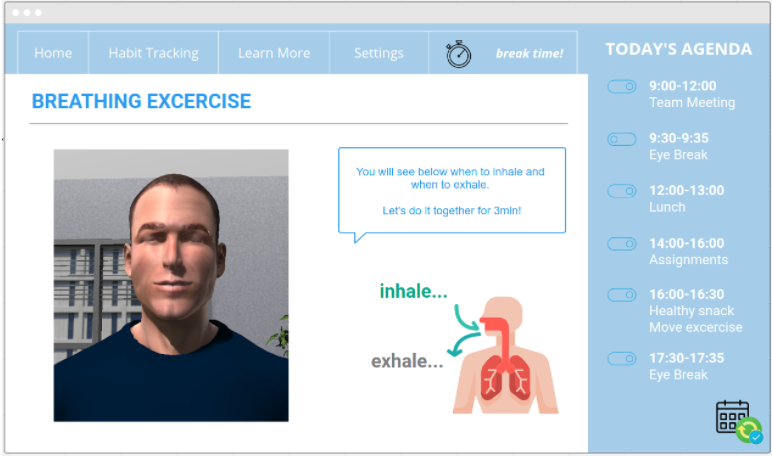 Home
Habit Tracking
Learn More
Settings
break time!
BREATHING EXCERCISE
You will see below when to inhale and
when to exhale.
Let's do it together for 3min!
inhale...
exhale...
TODAY'S AGENDA
9:00-12:00
Team Meeting
9:30-9:35
Eye Break
12:00-13:00
Lunch
14:00-16:00
Assignments
16:00-16:30
Healthy snack
Move excercise
17:30-17:35
Eye Break